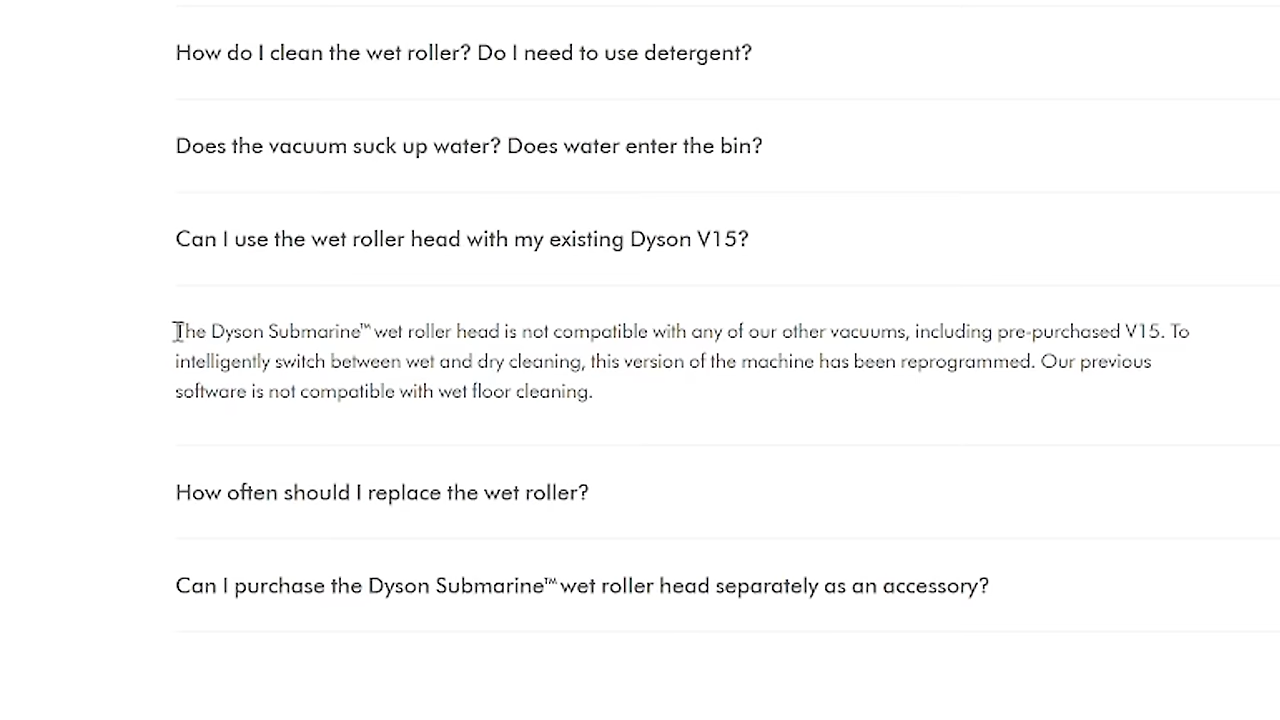 How do I clean the wet roller? Do I need to use detergent?
Does the vacuum suck up water? Does water enter the bin?
Can I use the wet roller head with my existing Dyson V15?
The Dyson Submarine™ wet roller head is not compatible with any of our other vacuums, including pre-purchased V15. To
intelligently switch between wet and dry cleaning, this version of the machine has been reprogrammed. Our previous
software is not compatible with wet floor cleaning.
How often should I replace the wet roller?
Can I purchase the Dyson Submarine™ wet roller head separately as an accessory?